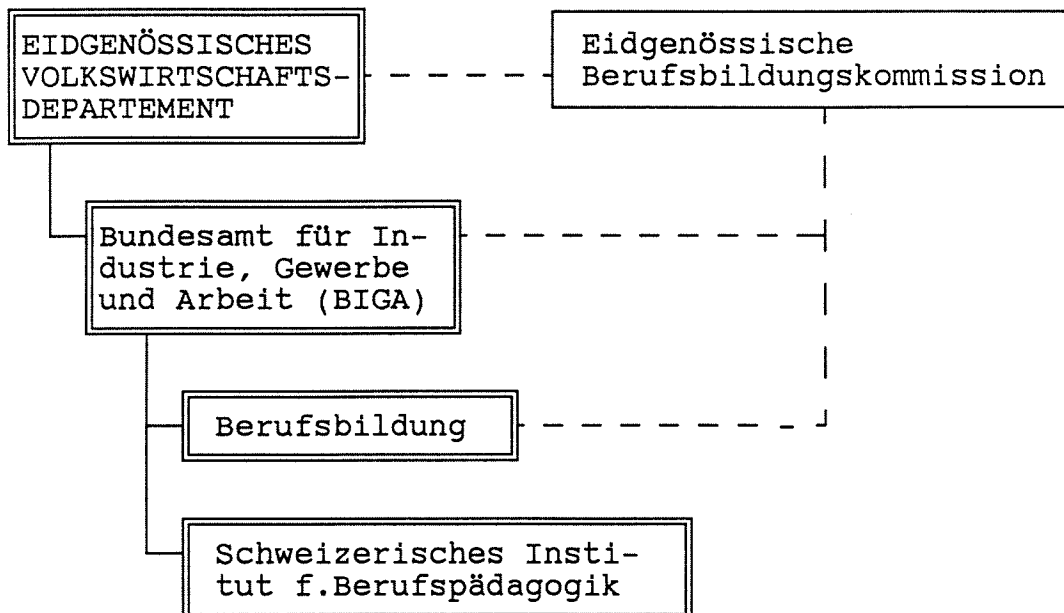 EIDGENÖSSISCHES
VOLKSWIRTSCHAFTS-
DEPARTEMENT
Eidgenössische
Berufsbildungskommission
Bundesamt für In-
dustrie, Gewerbe
und Arbeit (BIGA)
Berufsbildung
Schweizerisches Insti-
tut f.Berufspädagogik